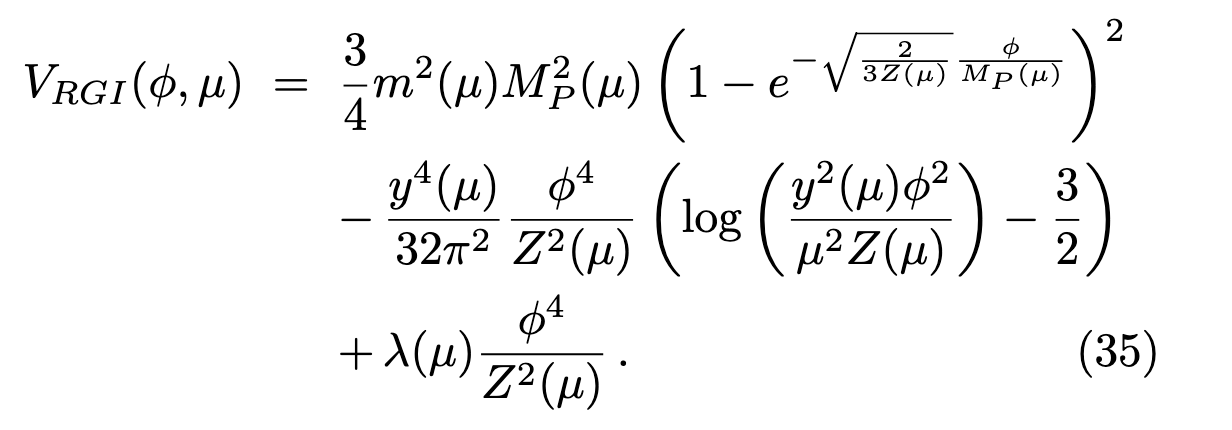 V_{RGI}(\phi, \mu) = \frac{3}{4} m^2(\mu) M_P^2(\mu) \left( 1 - e^{-\sqrt{\frac{2}{3Z(\mu)}} \frac{\phi}{M_P(\mu)}} \right)^2
- \frac{y^4(\mu)}{32\pi^2} \frac{\phi^4}{Z^2(\mu)} \left( \log \left( \frac{y^2(\mu)\phi^2}{\mu^2 Z(\mu)} \right) - \frac{3}{2} \right)
+ \lambda(\mu) \frac{\phi^4}{Z^2(\mu)} . (35)